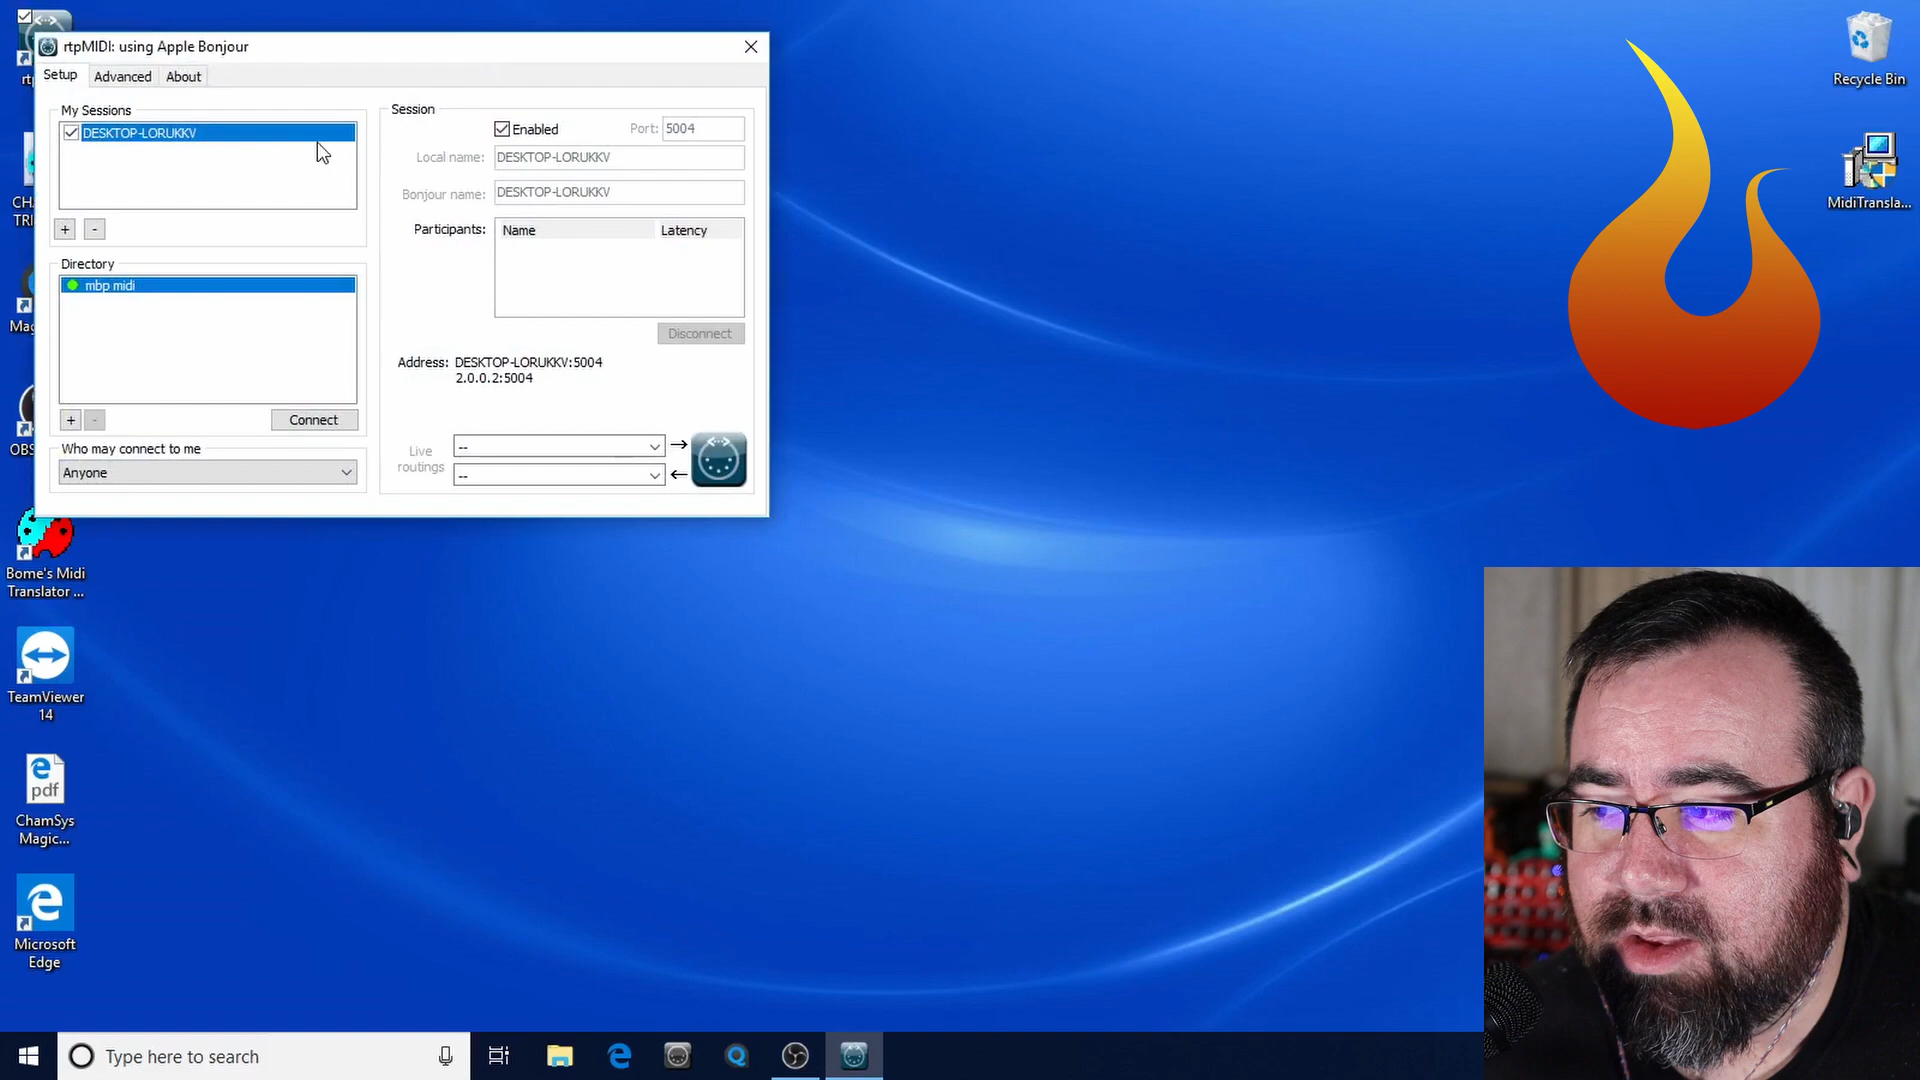 rtpMIDI: using Apple Bonjour
Setup
Advanced
About
My Sessions
DESKTOP-LORUKKV
+
-
Directory
mbp midi
+
-
Connect
Who may connect to me
Anyone
Session
Enabled
Port: 5004
Local name: DESKTOP-LORUKKV
Bonjour name: DESKTOP-LORUKKV
Participants:
Name
Latency
Disconnect
Address: DESKTOP-LORUKKV:5004
2.0.0.2:5004
Live
routings
--
--
Bome's Midi
Translator ...
TeamViewer
14
pdf
ChamSys
Magic...
Microsoft
Edge
Recycle Bin
MidiTransla...
Type here to search